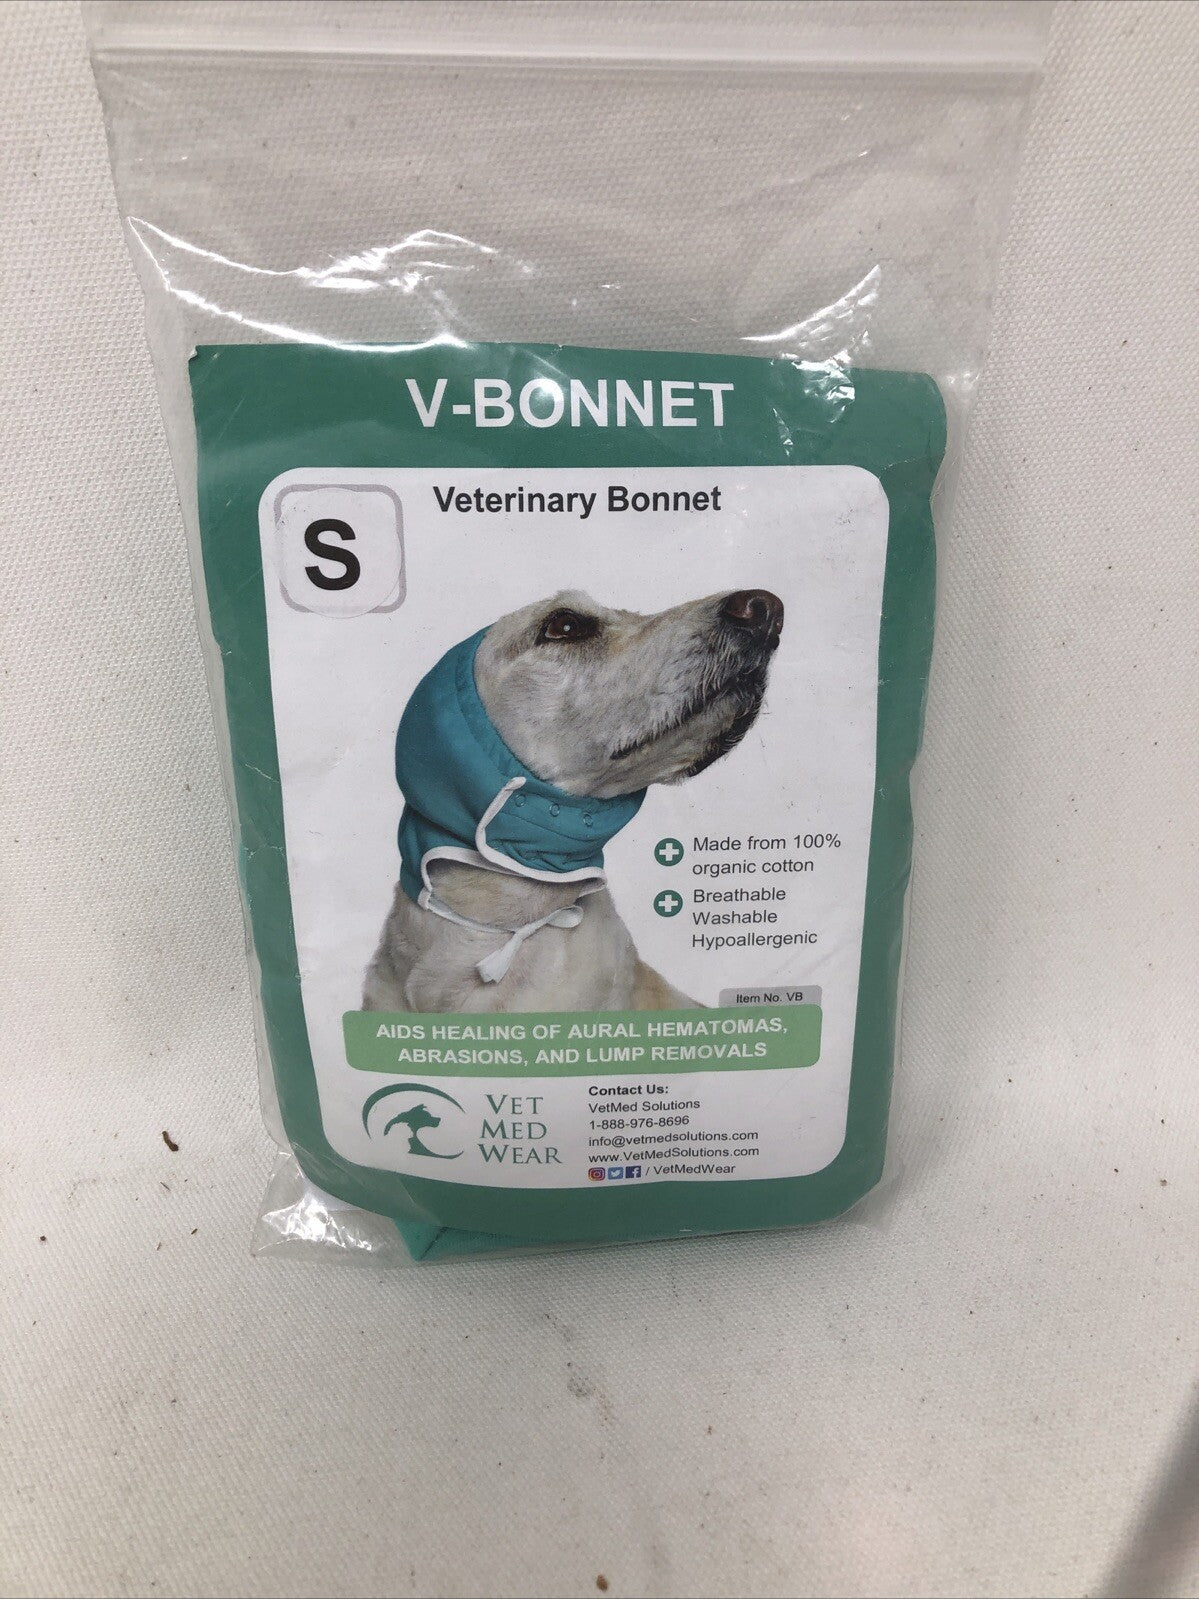 V-BONNET
S
Veterinary Bonnet
Made from 100%
organic cotton
Breathable
Washable
Hypoallergenic
Item No. VB
AIDS HEALING OF AURAL HEMATOMAS,
ABRASIONS, AND LUMP REMOVALS
VET
MED
WEAR
Contact Us:
VetMed Solutions
1-888-976-8696
info@vetmedsolutions.com
www.VetMedSolutions.com
/ VetMedWear